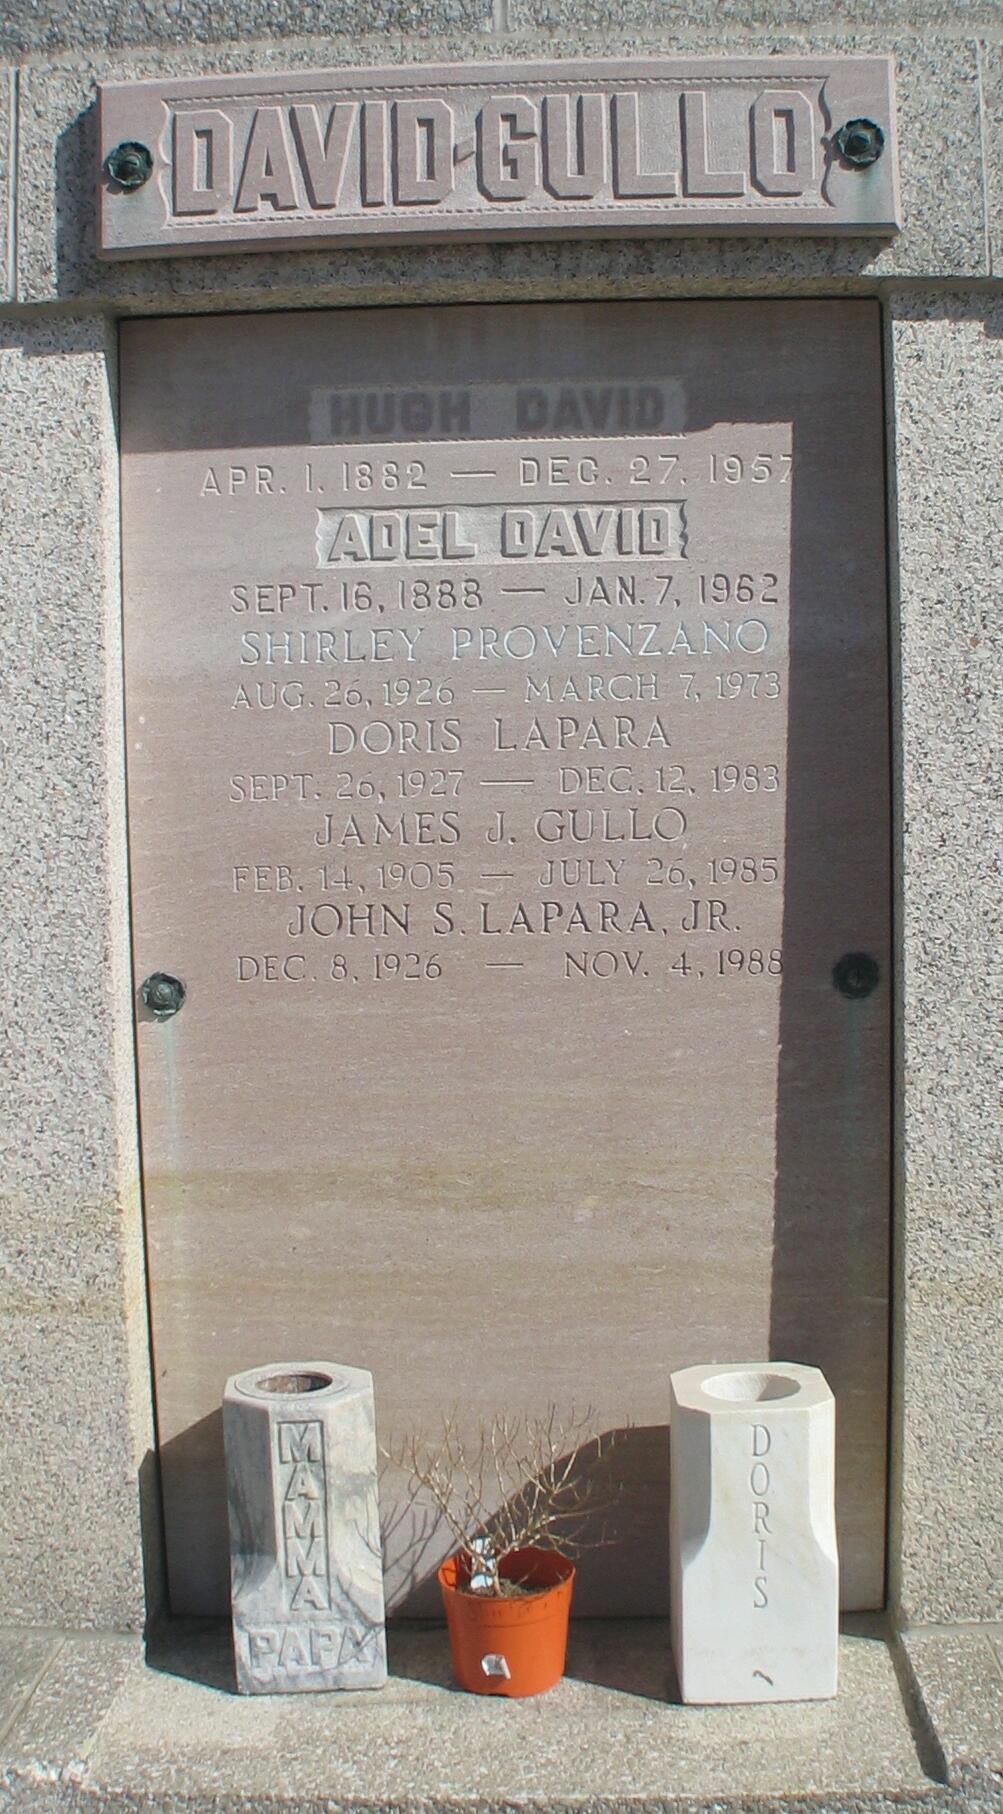 DAVID-GULLO
HUGH DAVID
APR. 1, 1882 — DEC. 27, 1957
ADEL DAVID
SEPT. 16, 1888 — JAN. 7, 1962
SHIRLEY PROVENZANO
AUG. 26, 1926 — MARCH 7, 1973
DORIS LAPARA
SEPT. 26, 1927 — DEC. 12, 1983
JAMES J. GULLO
FEB. 14, 1905 — JULY 26, 1985
JOHN S. LAPARA, JR.
DEC. 8, 1926 — NOV. 4, 1988
MAMMA
PAPA
DORIS